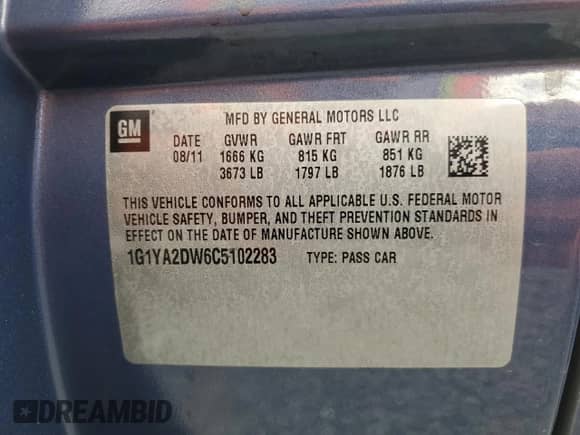 MFD BY GENERAL MOTORS LLC
GM
DATE GVWR GAWR FRT GAWR RR
08/11 1666 KG 815 KG 851 KG
3673 LB 1797 LB 1876 LB
THIS VEHICLE CONFORMS TO ALL APPLICABLE U.S. FEDERAL MOTOR
VEHICLE SAFETY, BUMPER, AND THEFT PREVENTION STANDARDS IN
EFFECT ON THE DATE OF MANUFACTURE SHOWN ABOVE.
1G1YA2DW6C5102283 TYPE: PASS CAR
DREAMBID